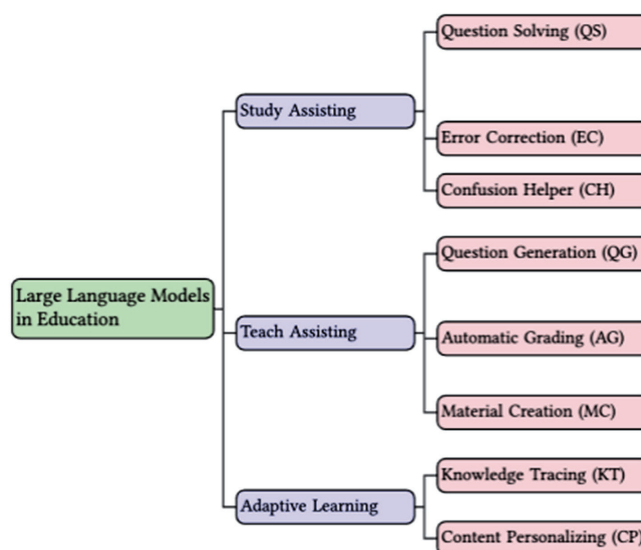 Question Solving (QS)
Study Assisting
Error Correction (EC)
Confusion Helper (CH)
Question Generation (QG)
Large Language Models
in Education
Teach Assisting
Automatic Grading (AG)
Material Creation (MC)
Knowledge Tracing (KT)
Adaptive Learning
Content Personalizing (CP)